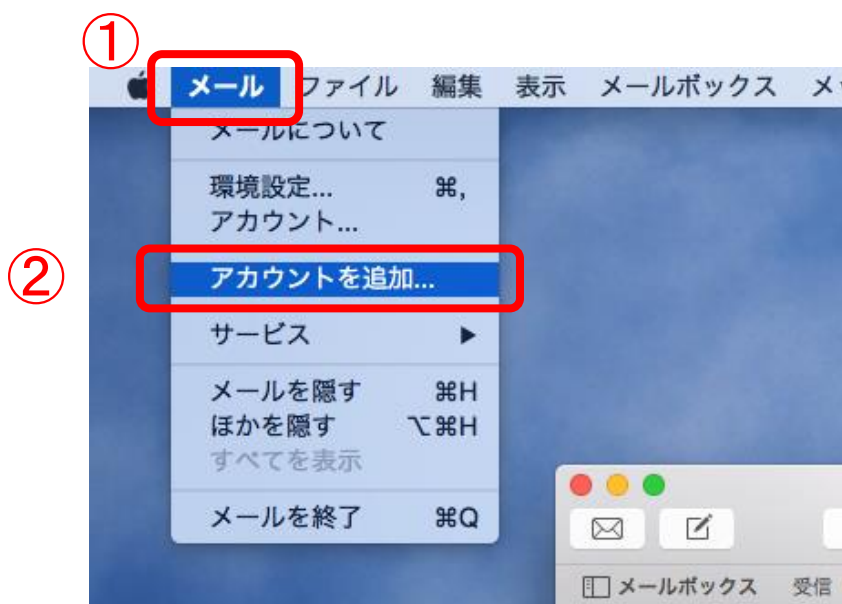 ①
メール ファイル 編集 表示 メールボックス
メールについて
環境設定... ⌘,
アカウント...
②
アカウントを追加...
サービス ▶
メールを隠す ⌘H
ほかを隠す ⌥⌘H
すべてを表示
メールを終了 ⌘Q
メールボックス 受信